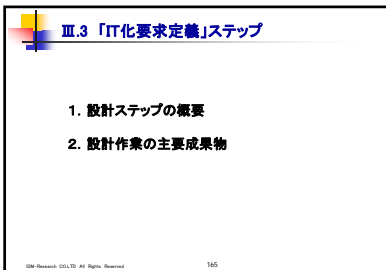 Ⅲ.3 「IT化要求定義」ステップ
1. 設計ステップの概要
2. 設計作業の主要成果物
ISM-Research CO.LTD All Rights Reserved
165